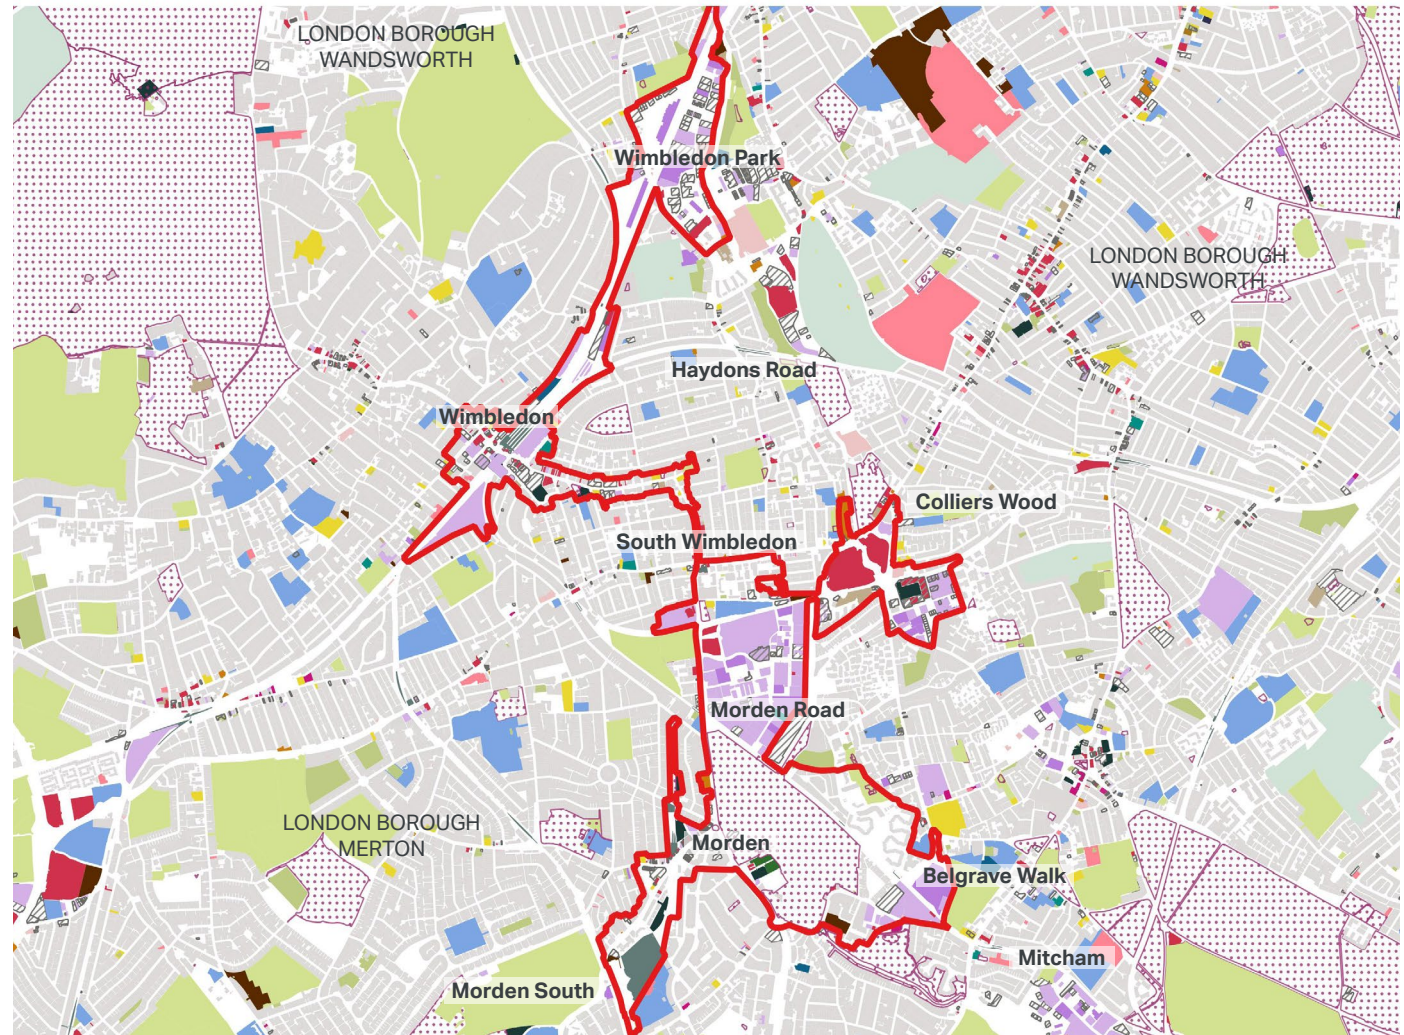 LONDON BOROUGH
WANDSWORTH
Wimbledon Park
LONDON BOROUGH
WANDSWORTH
Haydons Road
Wimbledon
Colliers Wood
South Wimbledon
Morden Road
LONDON BOROUGH
MERTON
Morden
Belgrave Walk
Mitcham
Morden South